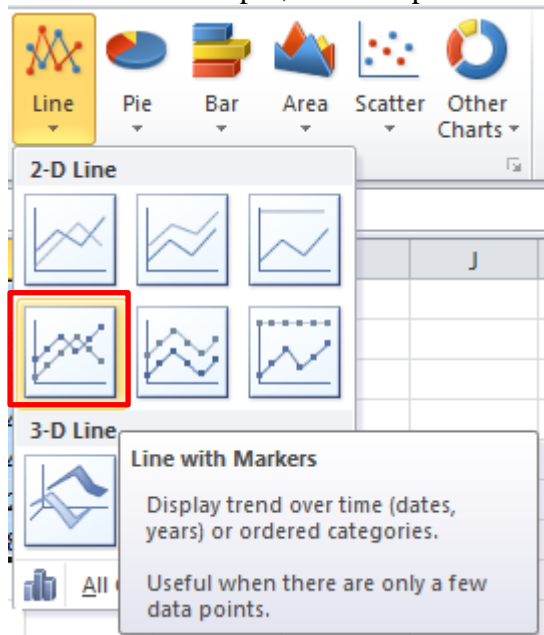 Line Pie Bar Area Scatter Other
Charts
2-D Line
J
3-D Line
Line with Markers
Display trend over time (dates,
years) or ordered categories.
Useful when there are only a few
data points.
All